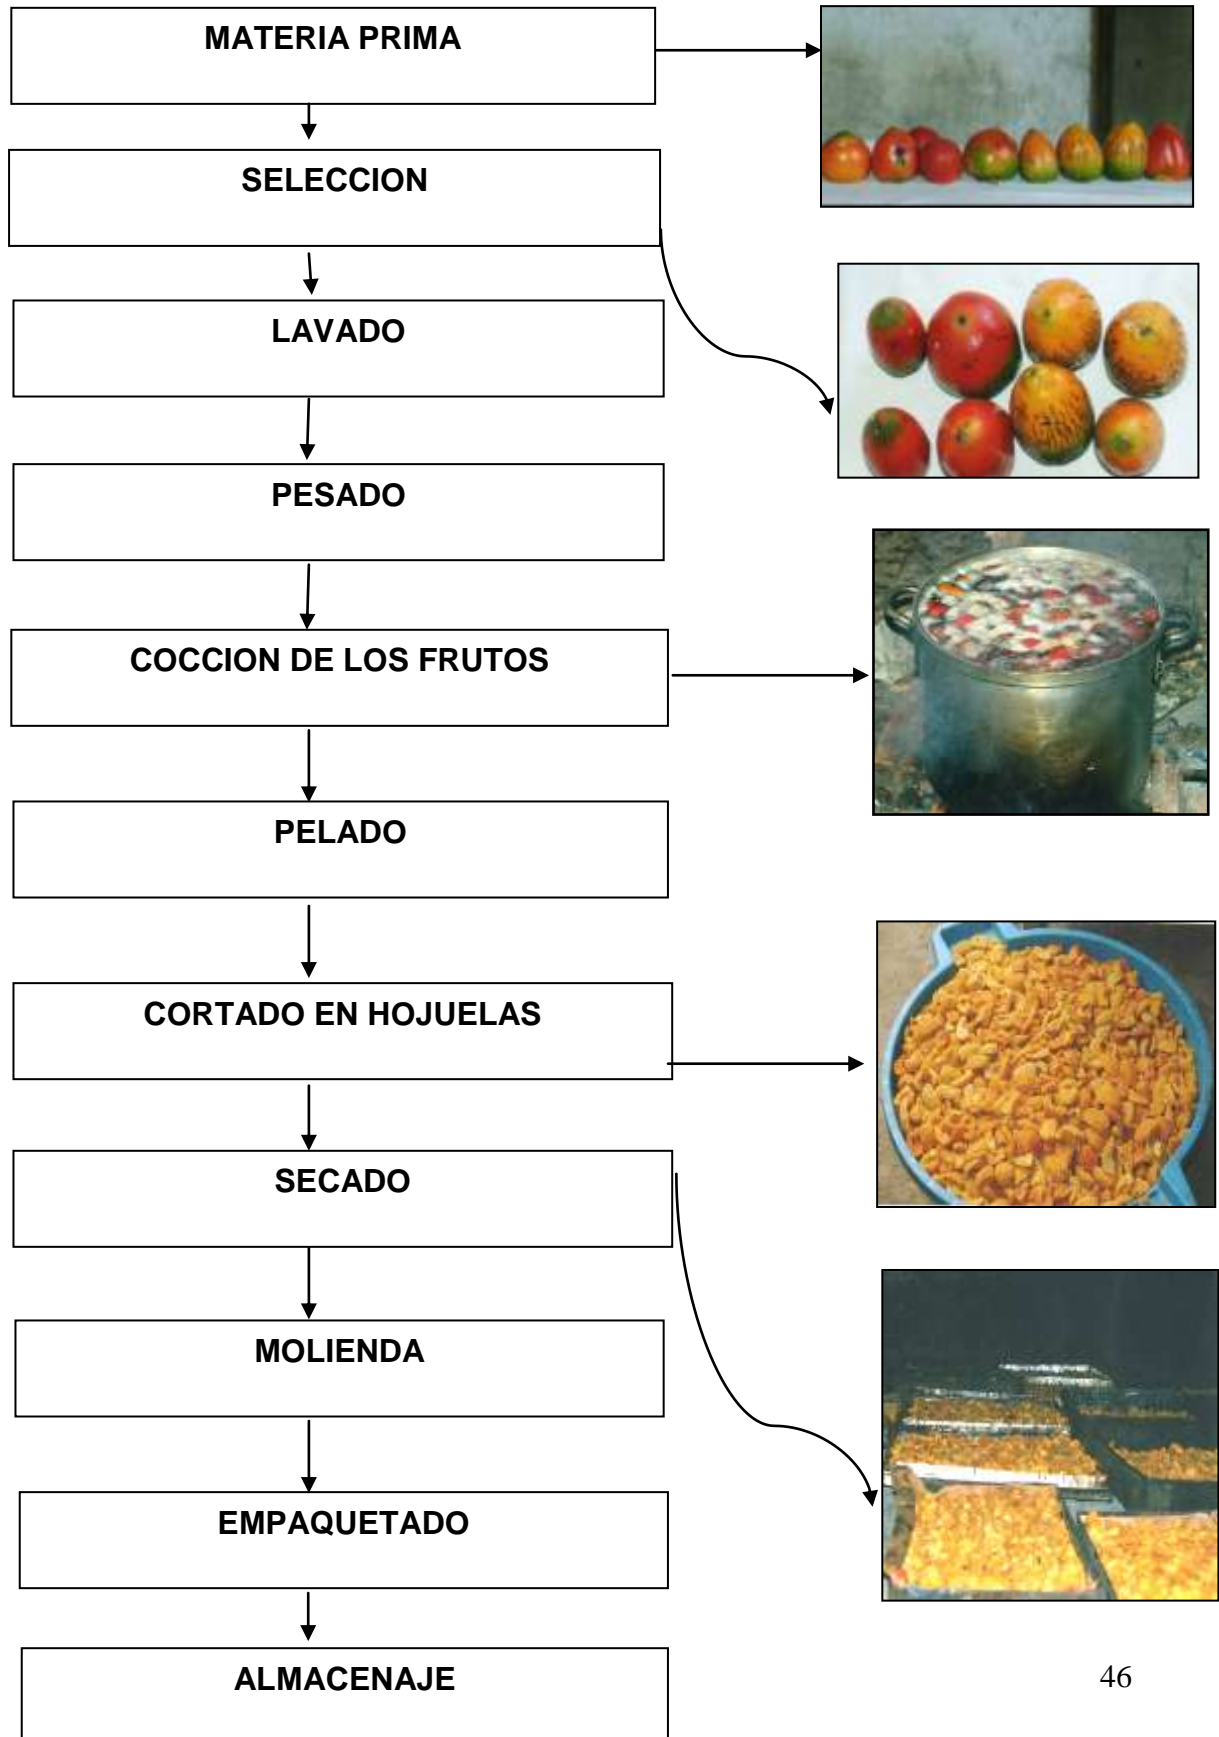 MATERIA PRIMA
SELECCION
LAVADO
PESADO
COCCION DE LOS FRUTOS
PELADO
CORTADO EN HOJUELAS
SECADO
MOLIENDA
EMPAQUETADO
ALMACENAJE
46